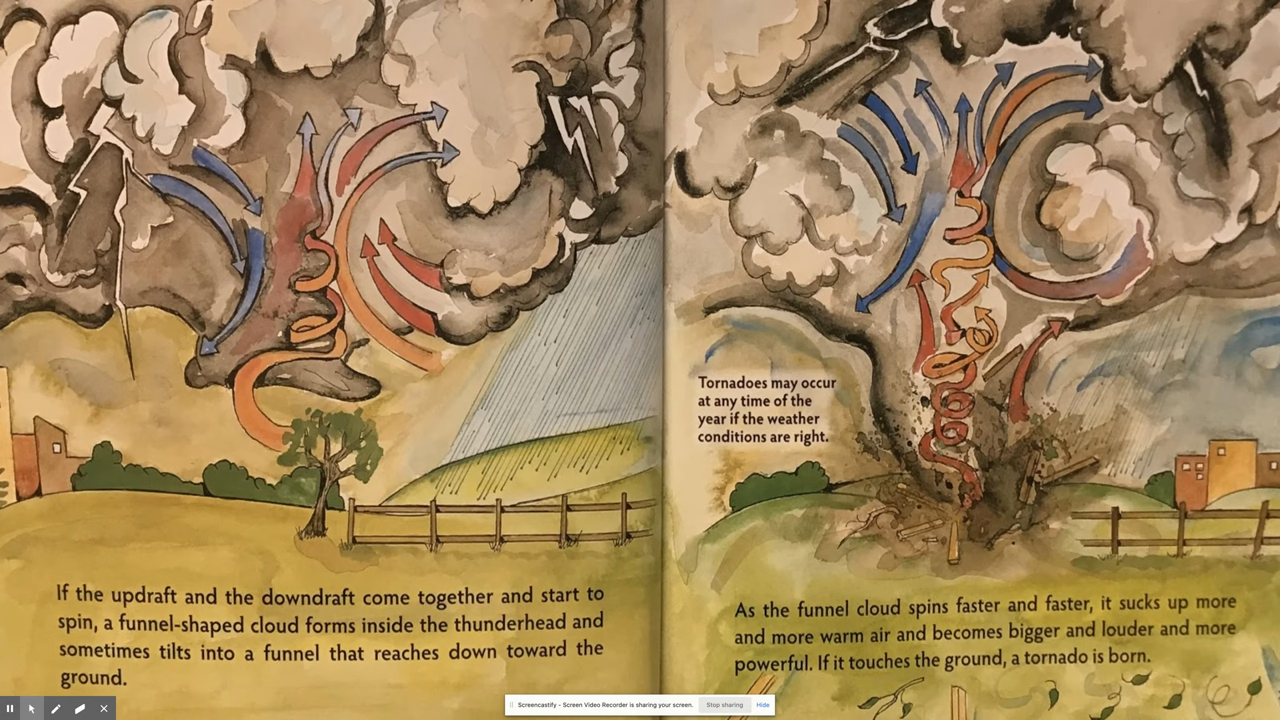 If the updraft and the downdraft come together and start to
spin, a funnel-shaped cloud forms inside the thunderhead and
sometimes tilts into a funnel that reaches down toward the
ground.
Tornadoes may occur
at any time of the
year if the weather
conditions are right.
As the funnel cloud spins faster and faster, it sucks up more
and more warm air and becomes bigger and louder and more
powerful. If it touches the ground, a tornado is born.
Screencastify - Screen Video Recorder is sharing your screen.
Stop sharing
Hide